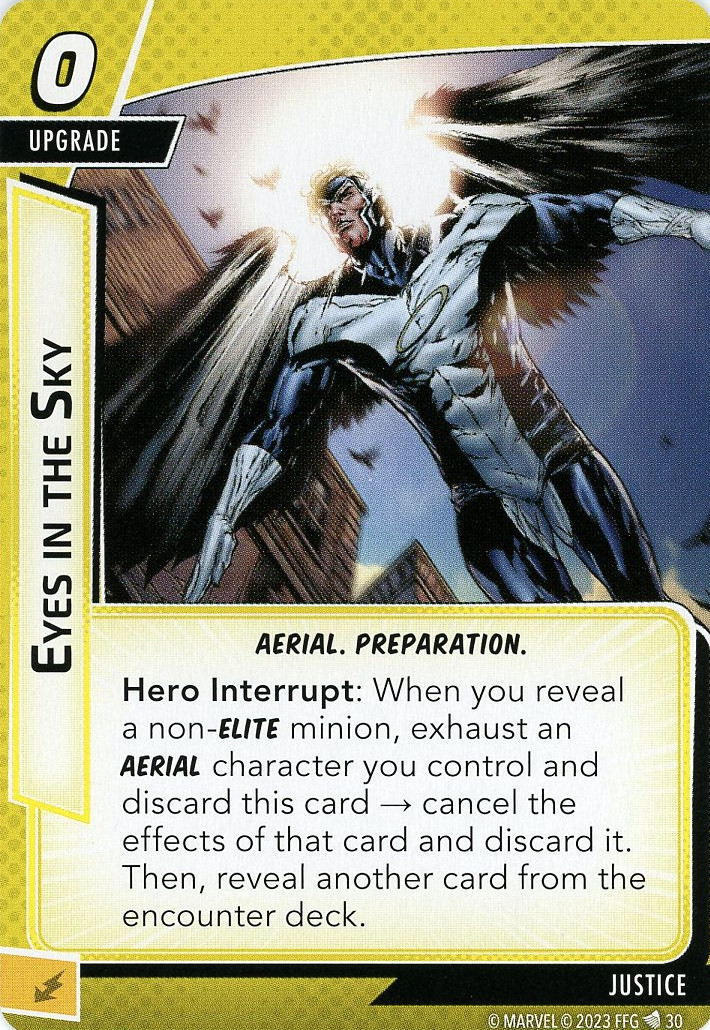 0
UPGRADE
EYES IN THE SKY
AERIAL. PREPARATION.
Hero Interrupt: When you reveal
a non-ELITE minion, exhaust an
AERIAL character you control and
discard this card → cancel the
effects of that card and discard it.
Then, reveal another card from the
encounter deck.
JUSTICE
© MARVEL © 2023 FFG 30